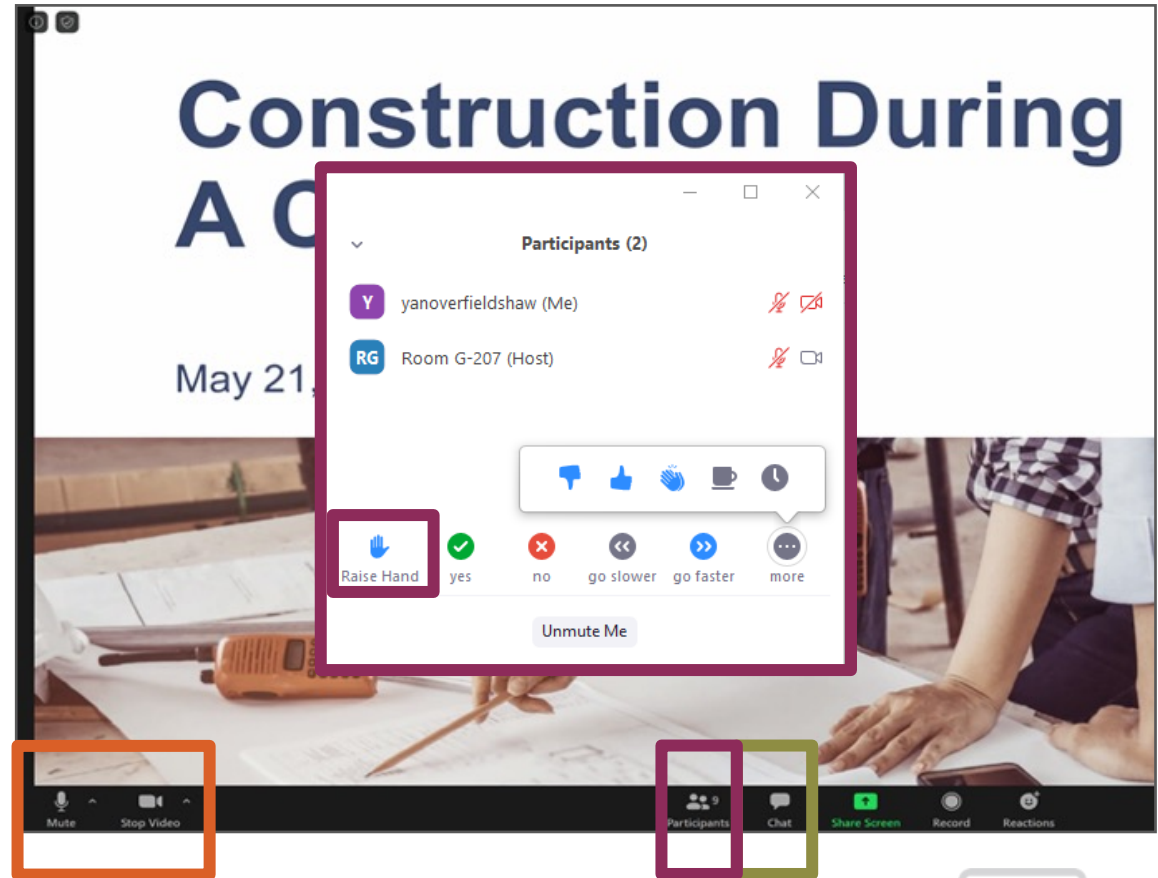 Construction During
A C
May 21,
Participants (2)
Y yanoverfieldshaw (Me)
RG Room G-207 (Host)
Raise Hand yes no go slower go faster more
Unmute Me
9
Mute Stop Video Participants Chat Share Screen Record Reactions